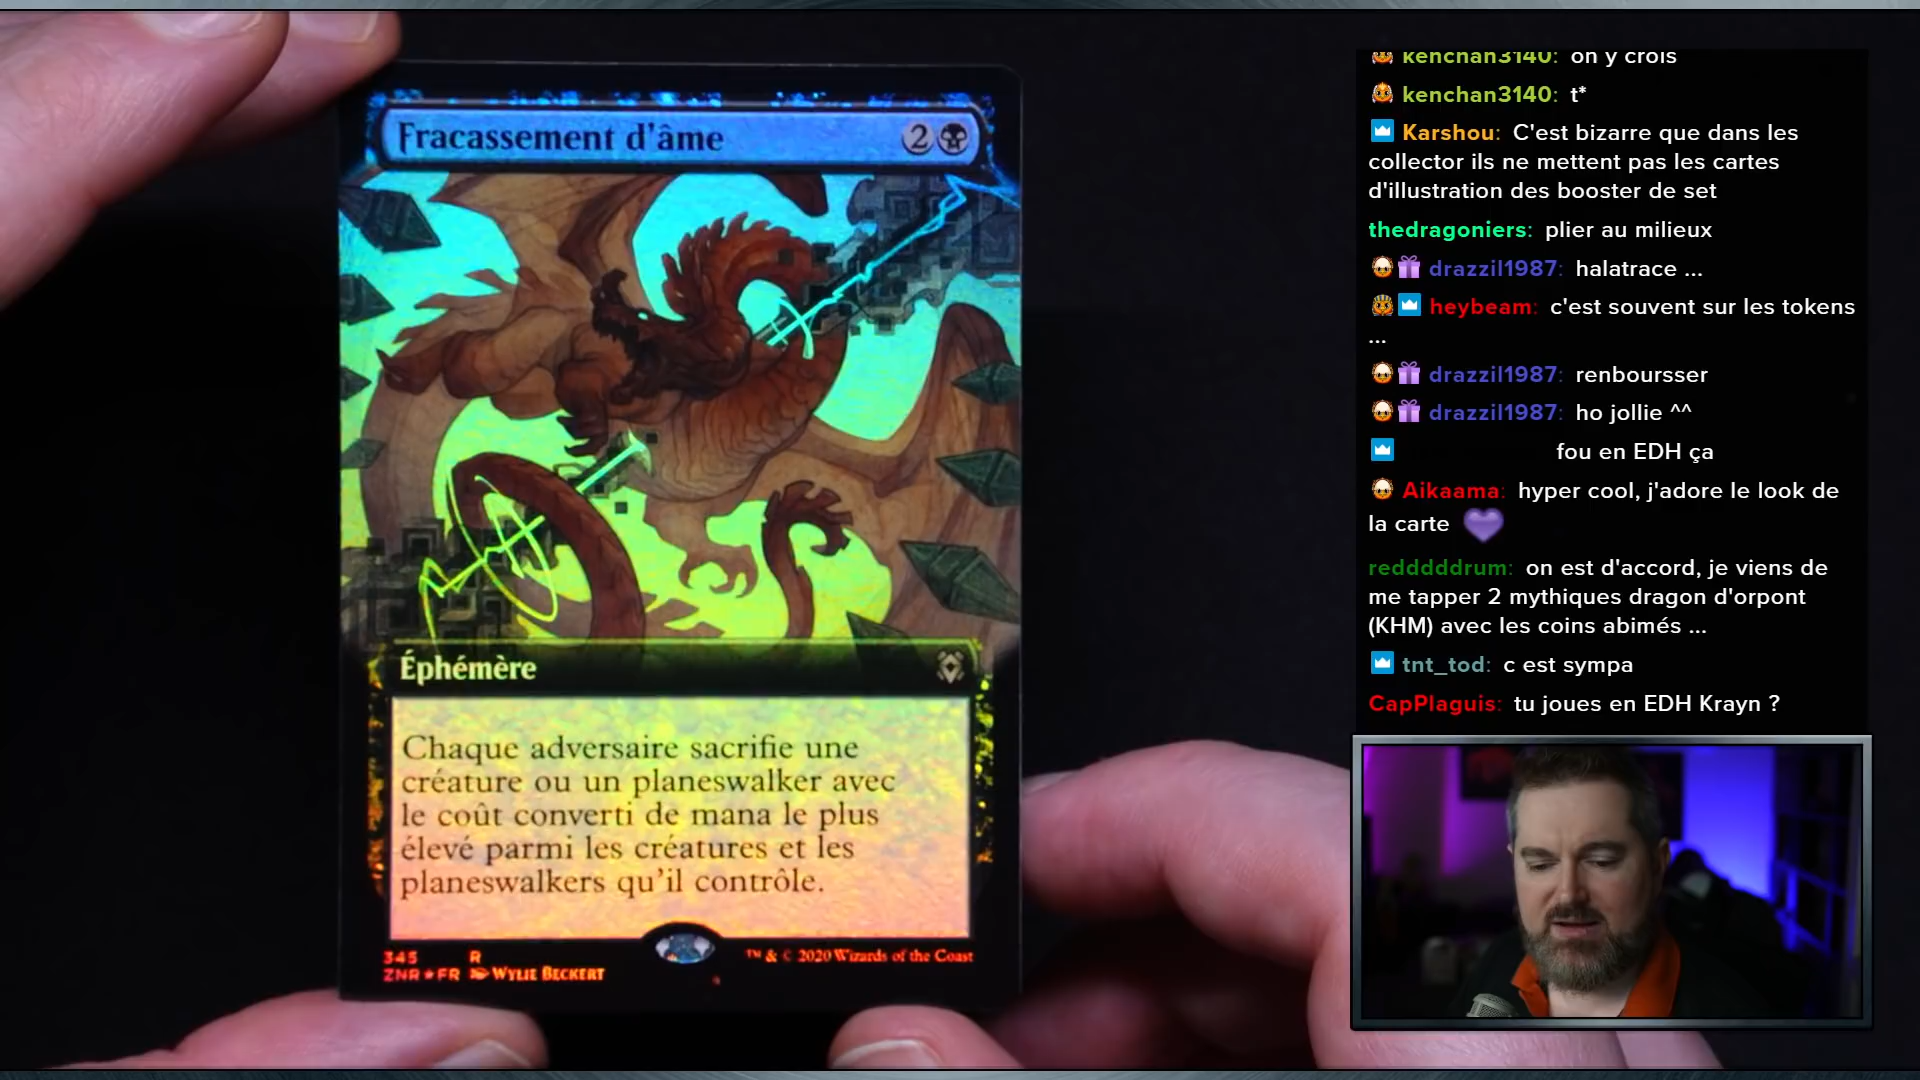 Fracassement d'âme 2
Éphémère
Chaque adversaire sacrifie une
créature ou un planeswalker avec
le coût converti de mana le plus
élevé parmi les créatures et les
planeswalkers qu'il contrôle.
345 R
ZNR★FR WYLIE BECKERT
™ & © 2020 Wizards of the Coast
kenchan3140: on y crois
kenchan3140: t*
Karshou: C'est bizarre que dans les
collector ils ne mettent pas les cartes
d'illustration des booster de set
thedragoniers: plier au milieux
drazzil1987: halatrace ...
heybeam: c'est souvent sur les tokens
...
drazzil1987: renboursser
drazzil1987: ho jollie ^^
fou en EDH ça
Aikaama: hyper cool, j'adore le look de
la carte
redddddrum: on est d'accord, je viens de
me tapper 2 mythiques dragon d'orpont
(KHM) avec les coins abimés ...
tnt_tod: c est sympa
CapPlaguis: tu joues en EDH Krayn ?